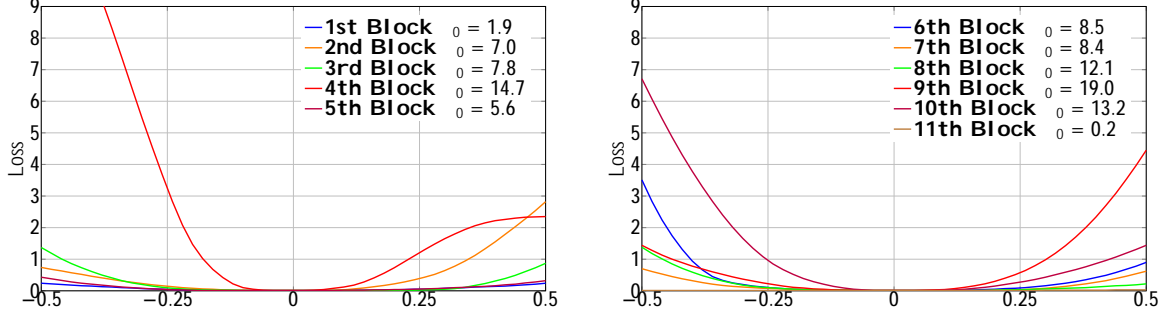 9
8
7
6
5
4
3
2
1
0
Loss
−0.5
−0.25
0
0.25
0.5
1st Block 0 = 1.9
2nd Block 0 = 7.0
3rd Block 0 = 7.8
4th Block 0 = 14.7
5th Block 0 = 5.6
9
8
7
6
5
4
3
2
1
0
Loss
−0.5
−0.25
0
0.25
0.5
6th Block 0 = 8.5
7th Block 0 = 8.4
8th Block 0 = 12.1
9th Block 0 = 19.0
10th Block 0 = 13.2
11th Block 0 = 0.2